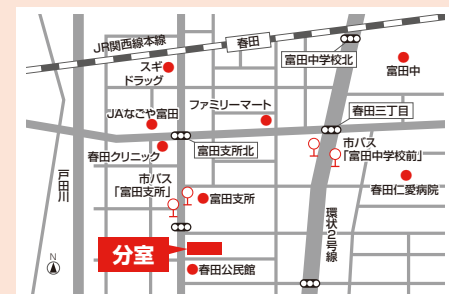 JR関西線本線
春田
スギ
ドラッグ
富田中学校北
富田中
JAなごや富田
ファミリーマート
春田三丁目
春田クリニック
富田支所北
市バス
「富田中学校前」
戸田川
市バス
「富田支所」
富田支所
春田仁愛病院
環状2号線
分室
N
春田公民館